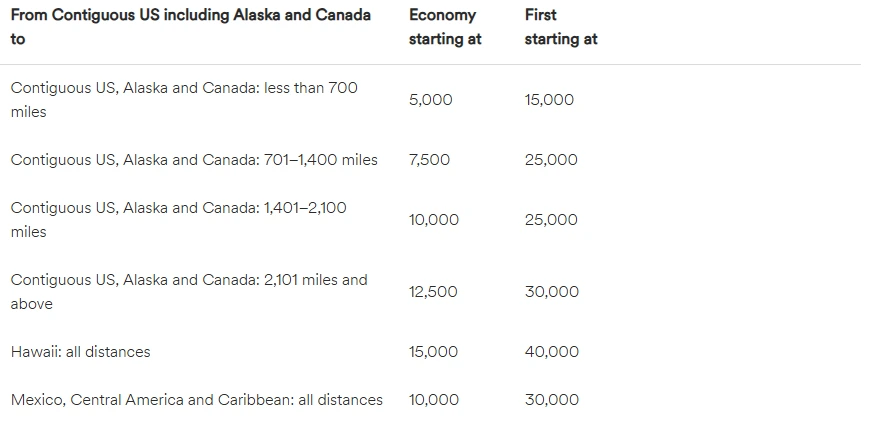 From Contiguous US including Alaska and Canada Economy First
to starting at starting at
Contiguous US, Alaska and Canada: less than 700
miles 5,000 15,000
Contiguous US, Alaska and Canada: 701–1,400 miles 7,500 25,000
Contiguous US, Alaska and Canada: 1,401–2,100
miles 10,000 25,000
Contiguous US, Alaska and Canada: 2,101 miles and
above 12,500 30,000
Hawaii: all distances 15,000 40,000
Mexico, Central America and Caribbean: all distances 10,000 30,000